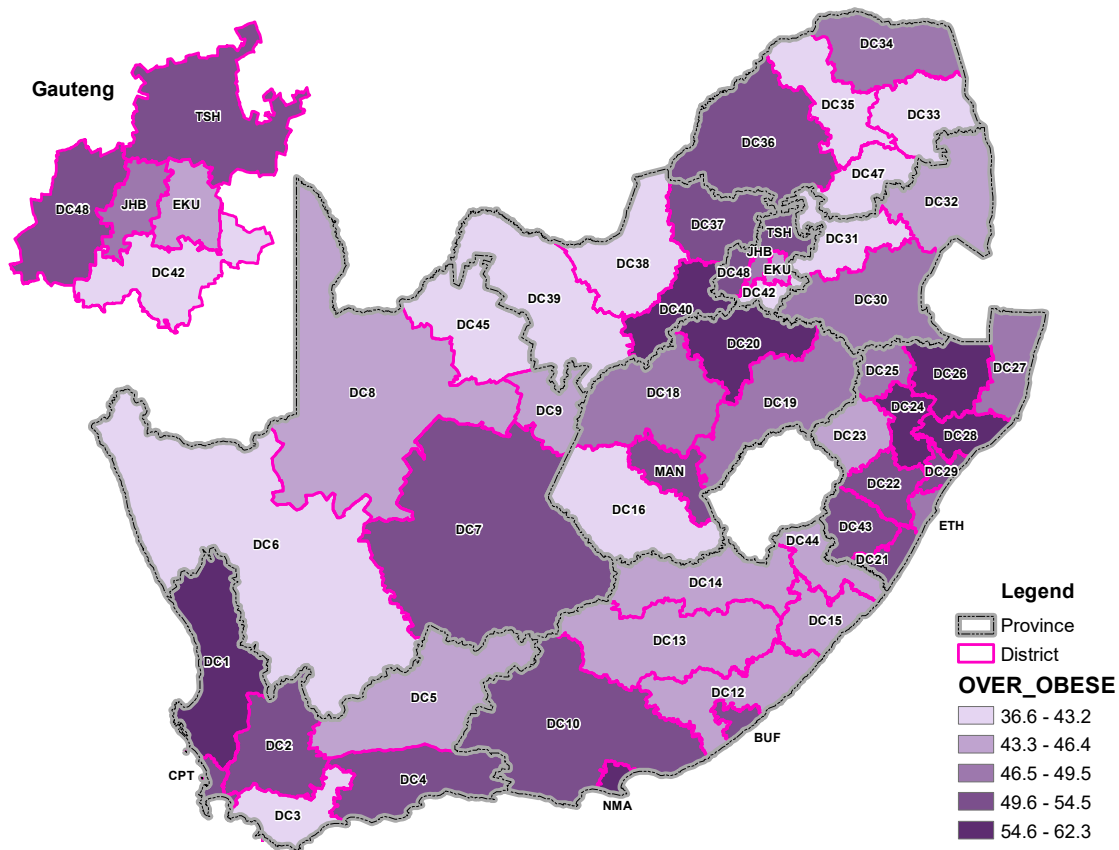 Gauteng
TSH
DC48
JHB
EKU
DC42
DC34
DC35
DC33
DC36
DC47
DC32
DC37
TSH
DC31
JHB
DC38
DC48
EKU
DC39
DC42
DC40
DC30
DC45
DC20
DC27
DC25
DC26
DC8
DC18
DC9
DC19
DC24
DC23
DC28
MAN
DC29
DC22
DC16
DC7
ETH
DC43
DC6
DC44
DC21
DC14
DC15
DC13
DC1
DC5
DC12
DC10
BUF
DC2
CPT
DC4
NMA
DC3
Legend
Province
District
OVER_OBESE
36.6 - 43.2
43.3 - 46.4
46.5 - 49.5
49.6 - 54.5
54.6 - 62.3